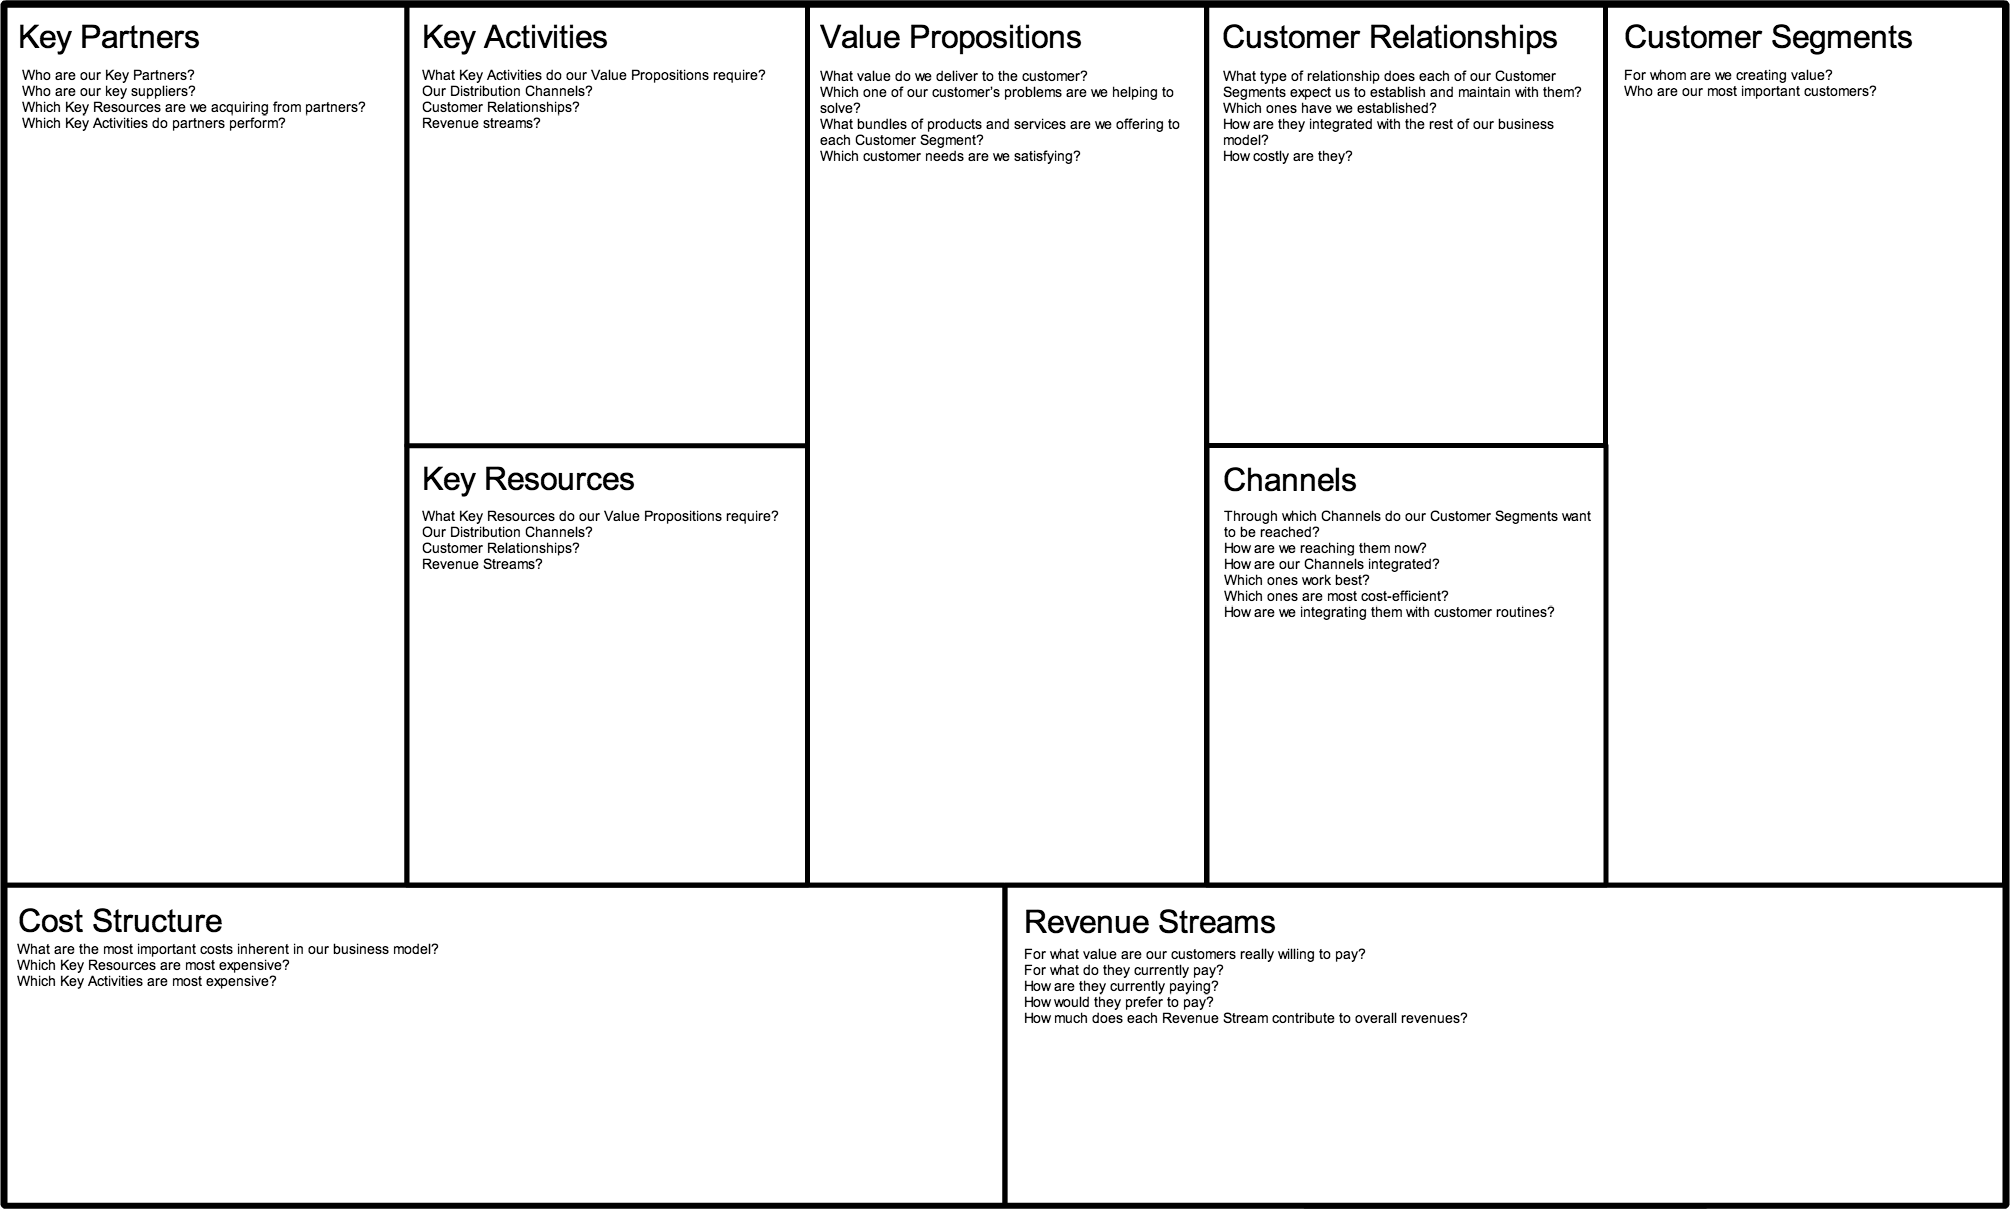 Key Partners
Who are our Key Partners?
Who are our key suppliers?
Which Key Resources are we acquiring from partners?
Which Key Activities do partners perform?
Key Activities
What Key Activities do our Value Propositions require?
Our Distribution Channels?
Customer Relationships?
Revenue streams?
Key Resources
What Key Resources do our Value Propositions require?
Our Distribution Channels?
Customer Relationships?
Revenue Streams?
Value Propositions
What value do we deliver to the customer?
Which one of our customer's problems are we helping to
solve?
What bundles of products and services are we offering to
each Customer Segment?
Which customer needs are we satisfying?
Customer Relationships
What type of relationship does each of our Customer
Segments expect us to establish and maintain with them?
Which ones have we established?
How are they integrated with the rest of our business
model?
How costly are they?
Channels
Through which Channels do our Customer Segments want
to be reached?
How are we reaching them now?
How are our Channels integrated?
Which ones work best?
Which ones are most cost-efficient?
How are we integrating them with customer routines?
Customer Segments
For whom are we creating value?
Who are our most important customers?
Cost Structure
What are the most important costs inherent in our business model?
Which Key Resources are most expensive?
Which Key Activities are most expensive?
Revenue Streams
For what value are our customers really willing to pay?
For what do they currently pay?
How are they currently paying?
How would they prefer to pay?
How much does each Revenue Stream contribute to overall revenues?